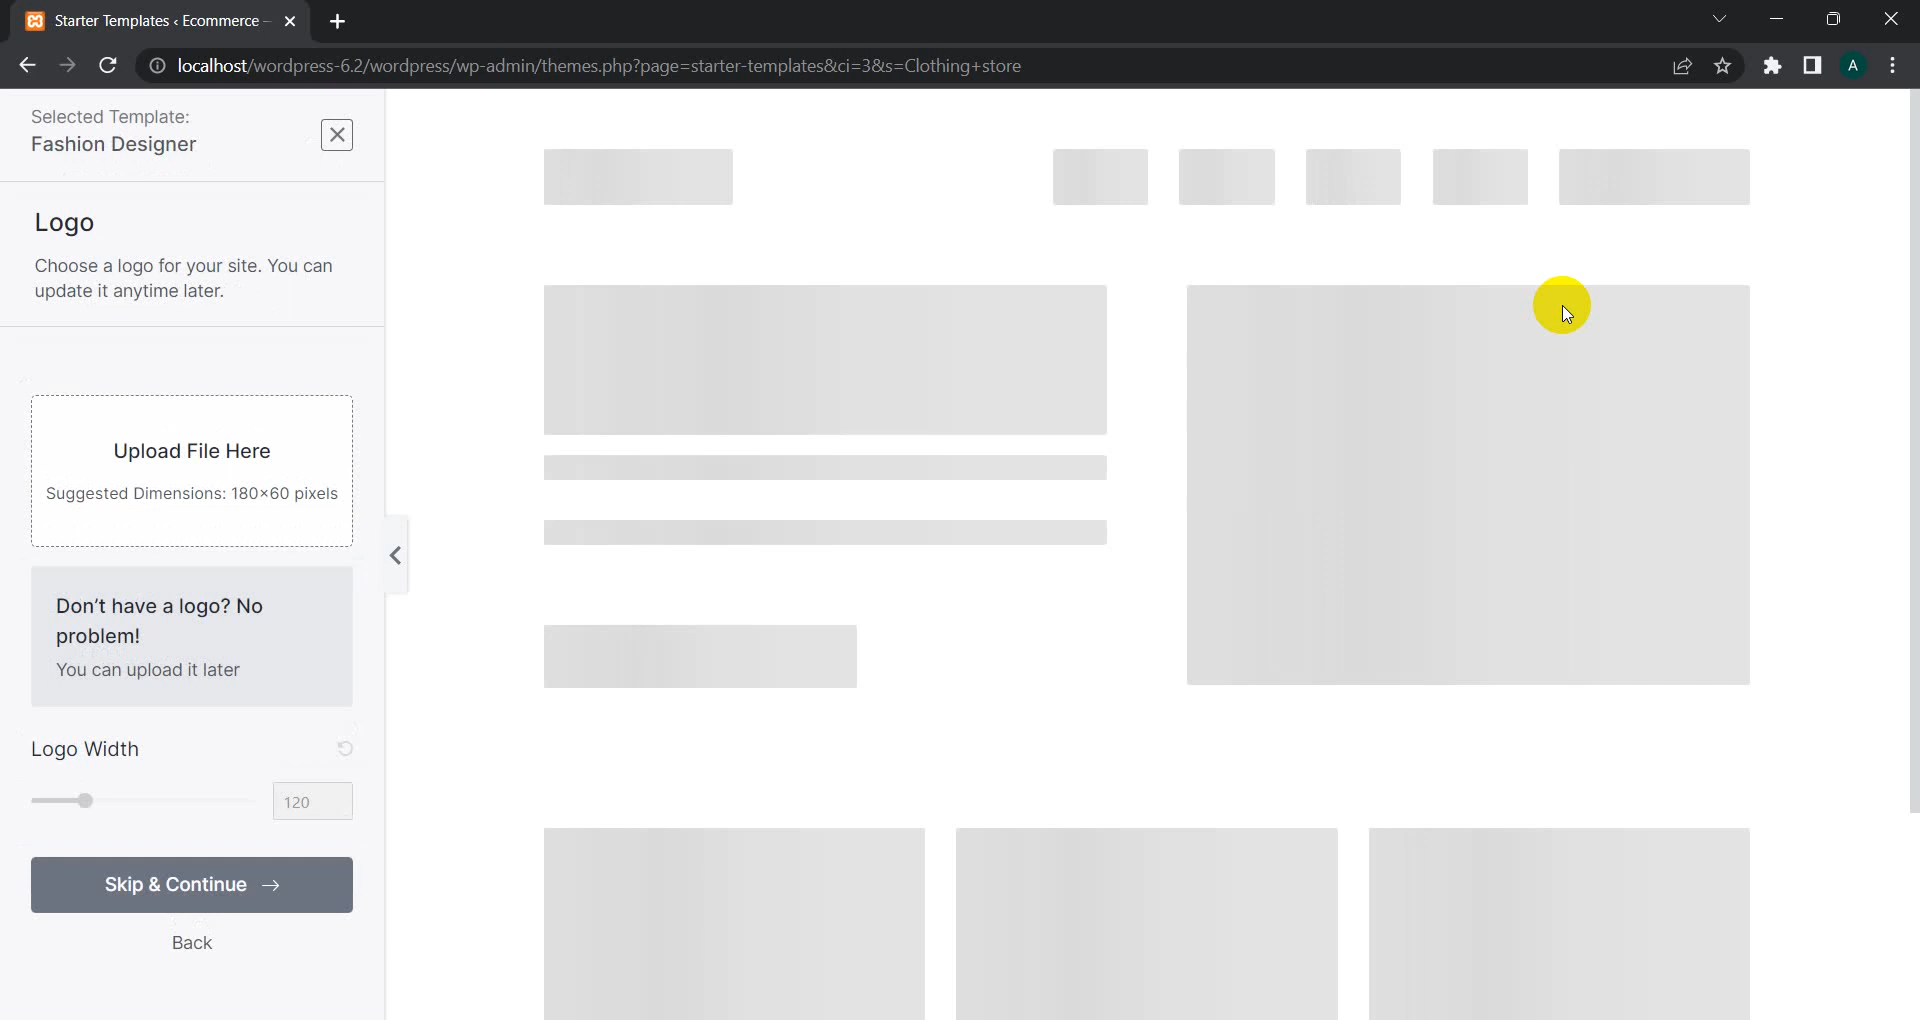 Starter Templates ‹ Ecommerce –
localhost/wordpress-6.2/wordpress/wp-admin/themes.php?page=starter-templates&ci=3&s=Clothing+store
A
Selected Template:
Fashion Designer
Logo
Choose a logo for your site. You can
update it anytime later.
Upload File Here
Suggested Dimensions: 180×60 pixels
Don't have a logo? No
problem!
You can upload it later
Logo Width
120
Skip & Continue →
Back